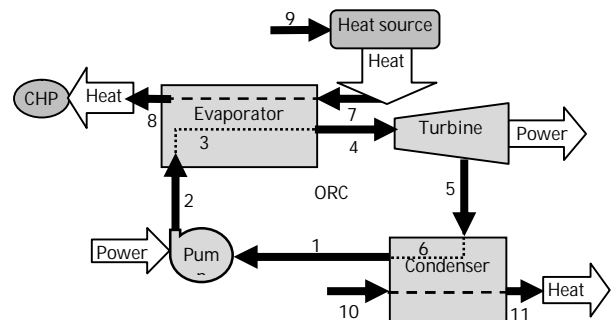 9
Heat source
Heat
CHP
Heat
8
Evaporator
7
3
4
Turbine
Power
2
ORC
5
Power
Pum
1
6
Condenser
10
11
Heat